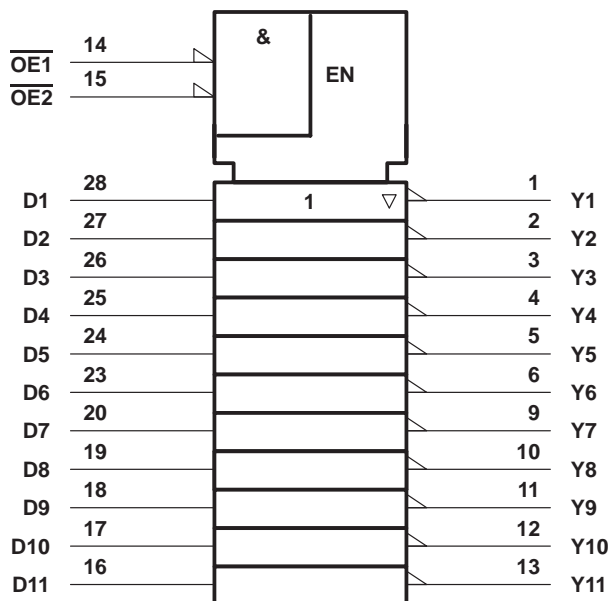 &
EN
O̅E̅1̅ 14
O̅E̅2̅ 15
D1 28 1 1 Y1
D2 27 2 Y2
D3 26 3 Y3
D4 25 4 Y4
D5 24 5 Y5
D6 23 6 Y6
D7 20 9 Y7
D8 19 10 Y8
D9 18 11 Y9
D10 17 12 Y10
D11 16 13 Y11